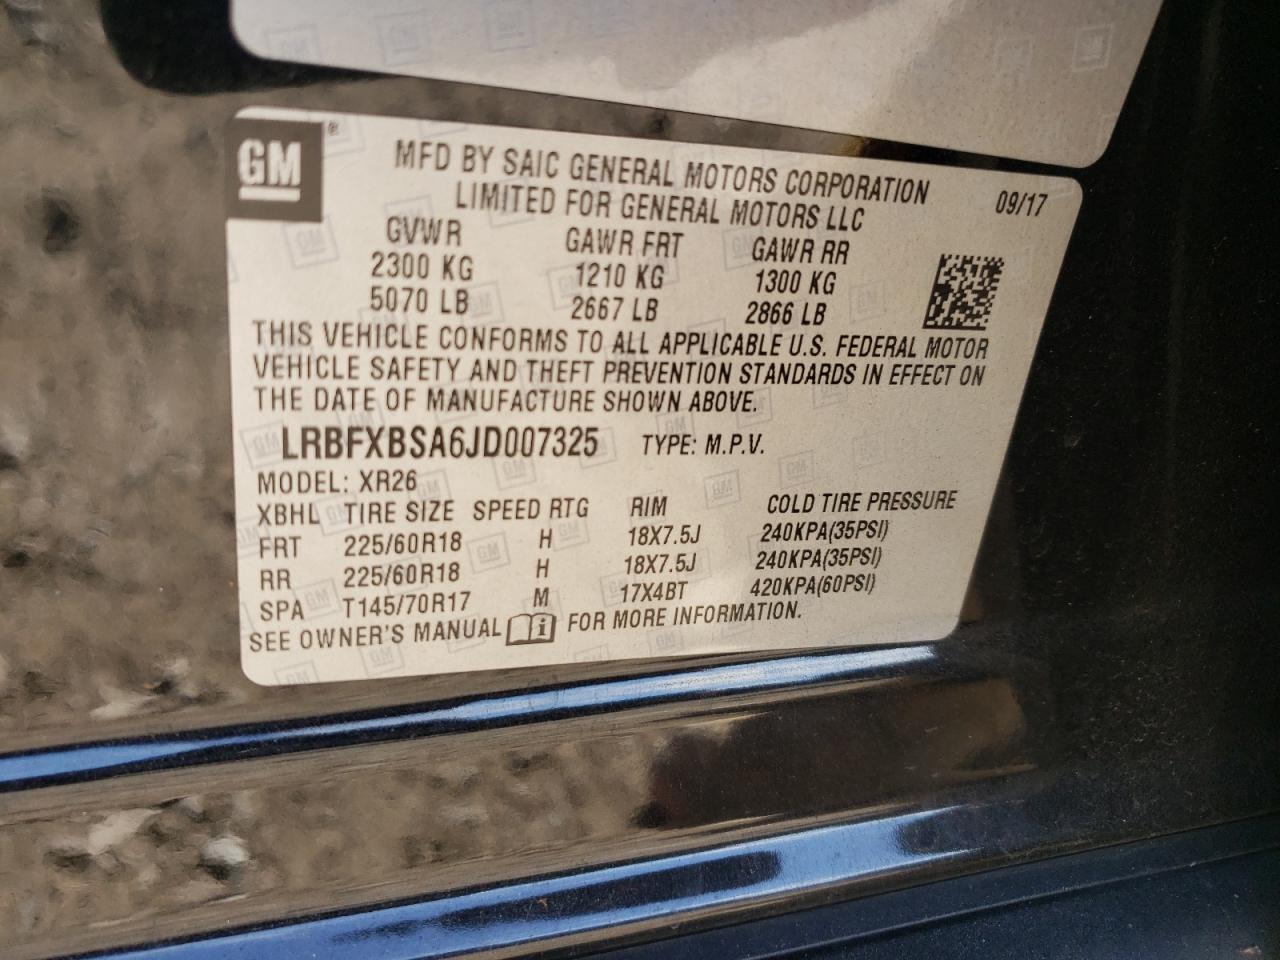 GM ®
MFD BY SAIC GENERAL MOTORS CORPORATION
LIMITED FOR GENERAL MOTORS LLC
09/17
GVWR GAWR FRT GAWR RR
2300 KG 1210 KG 1300 KG
5070 LB 2667 LB 2866 LB
THIS VEHICLE CONFORMS TO ALL APPLICABLE U.S. FEDERAL MOTOR
VEHICLE SAFETY AND THEFT PREVENTION STANDARDS IN EFFECT ON
THE DATE OF MANUFACTURE SHOWN ABOVE.
LRBFXBSA6JD007325 TYPE: M.P.V.
MODEL: XR26
XBHL TIRE SIZE SPEED RTG RIM COLD TIRE PRESSURE
FRT 225/60R18 H 18X7.5J 240KPA(35PSI)
RR 225/60R18 H 18X7.5J 240KPA(35PSI)
SPA T145/70R17 M 17X4BT 420KPA(60PSI)
SEE OWNER'S MANUAL i FOR MORE INFORMATION.